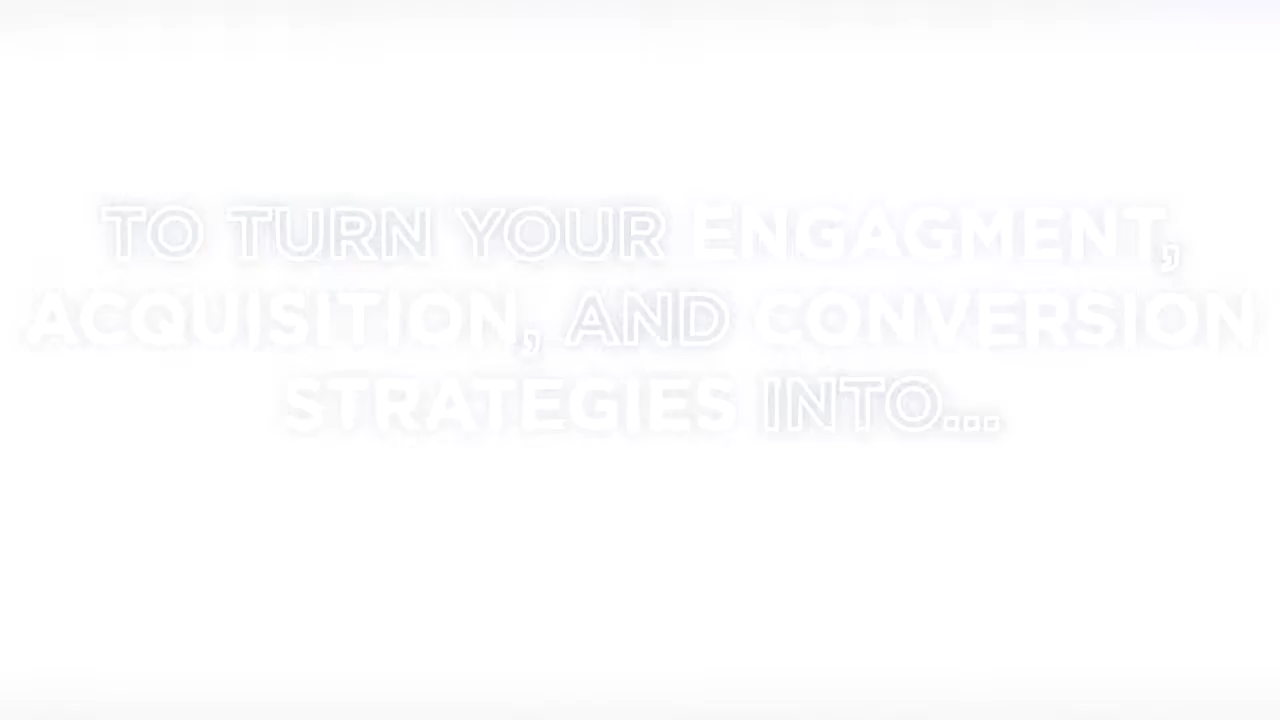 TO TURN YOUR ENGAGMENT,
ACQUISITION, AND CONVERSION
STRATEGIES INTO...